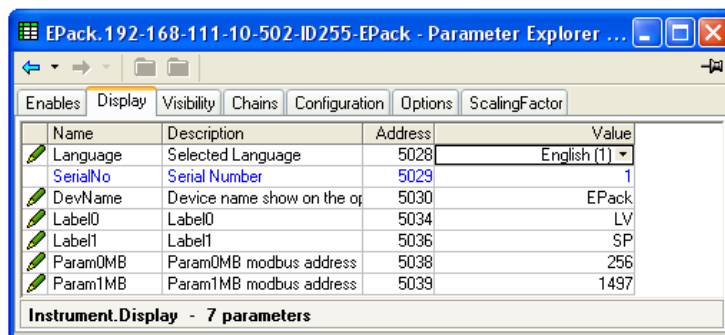 EPack.192-168-111-10-502-ID255-EPack - Parameter Explorer ...
Enables Display Visibility Chains Configuration Options ScalingFactor
Name Description Address Value
Language Selected Language 5028 English (1)
SerialNo Serial Number 5029 1
DevName Device name show on the op 5030 EPack
Label0 Label0 5034 LV
Label1 Label1 5036 SP
Param0MB Param0MB modbus address 5038 256
Param1MB Param1MB modbus address 5039 1497
Instrument.Display - 7 parameters